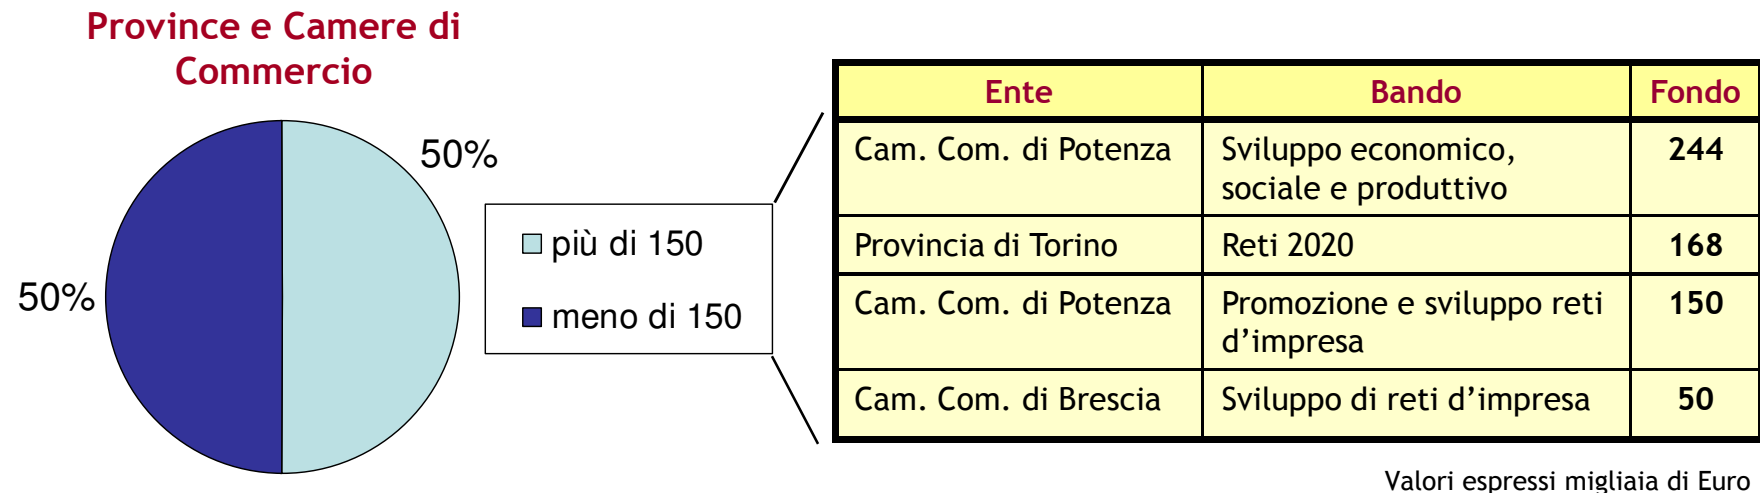 Province e Camere di
Commercio
50%
50%
più di 150
meno di 150
Ente Bando Fondo
Cam. Com. di Potenza Sviluppo economico, 244
sociale e produttivo
Provincia di Torino Reti 2020 168
Cam. Com. di Potenza Promozione e sviluppo reti 150
d’impresa
Cam. Com. di Brescia Sviluppo di reti d’impresa 50
Valori espressi migliaia di Euro